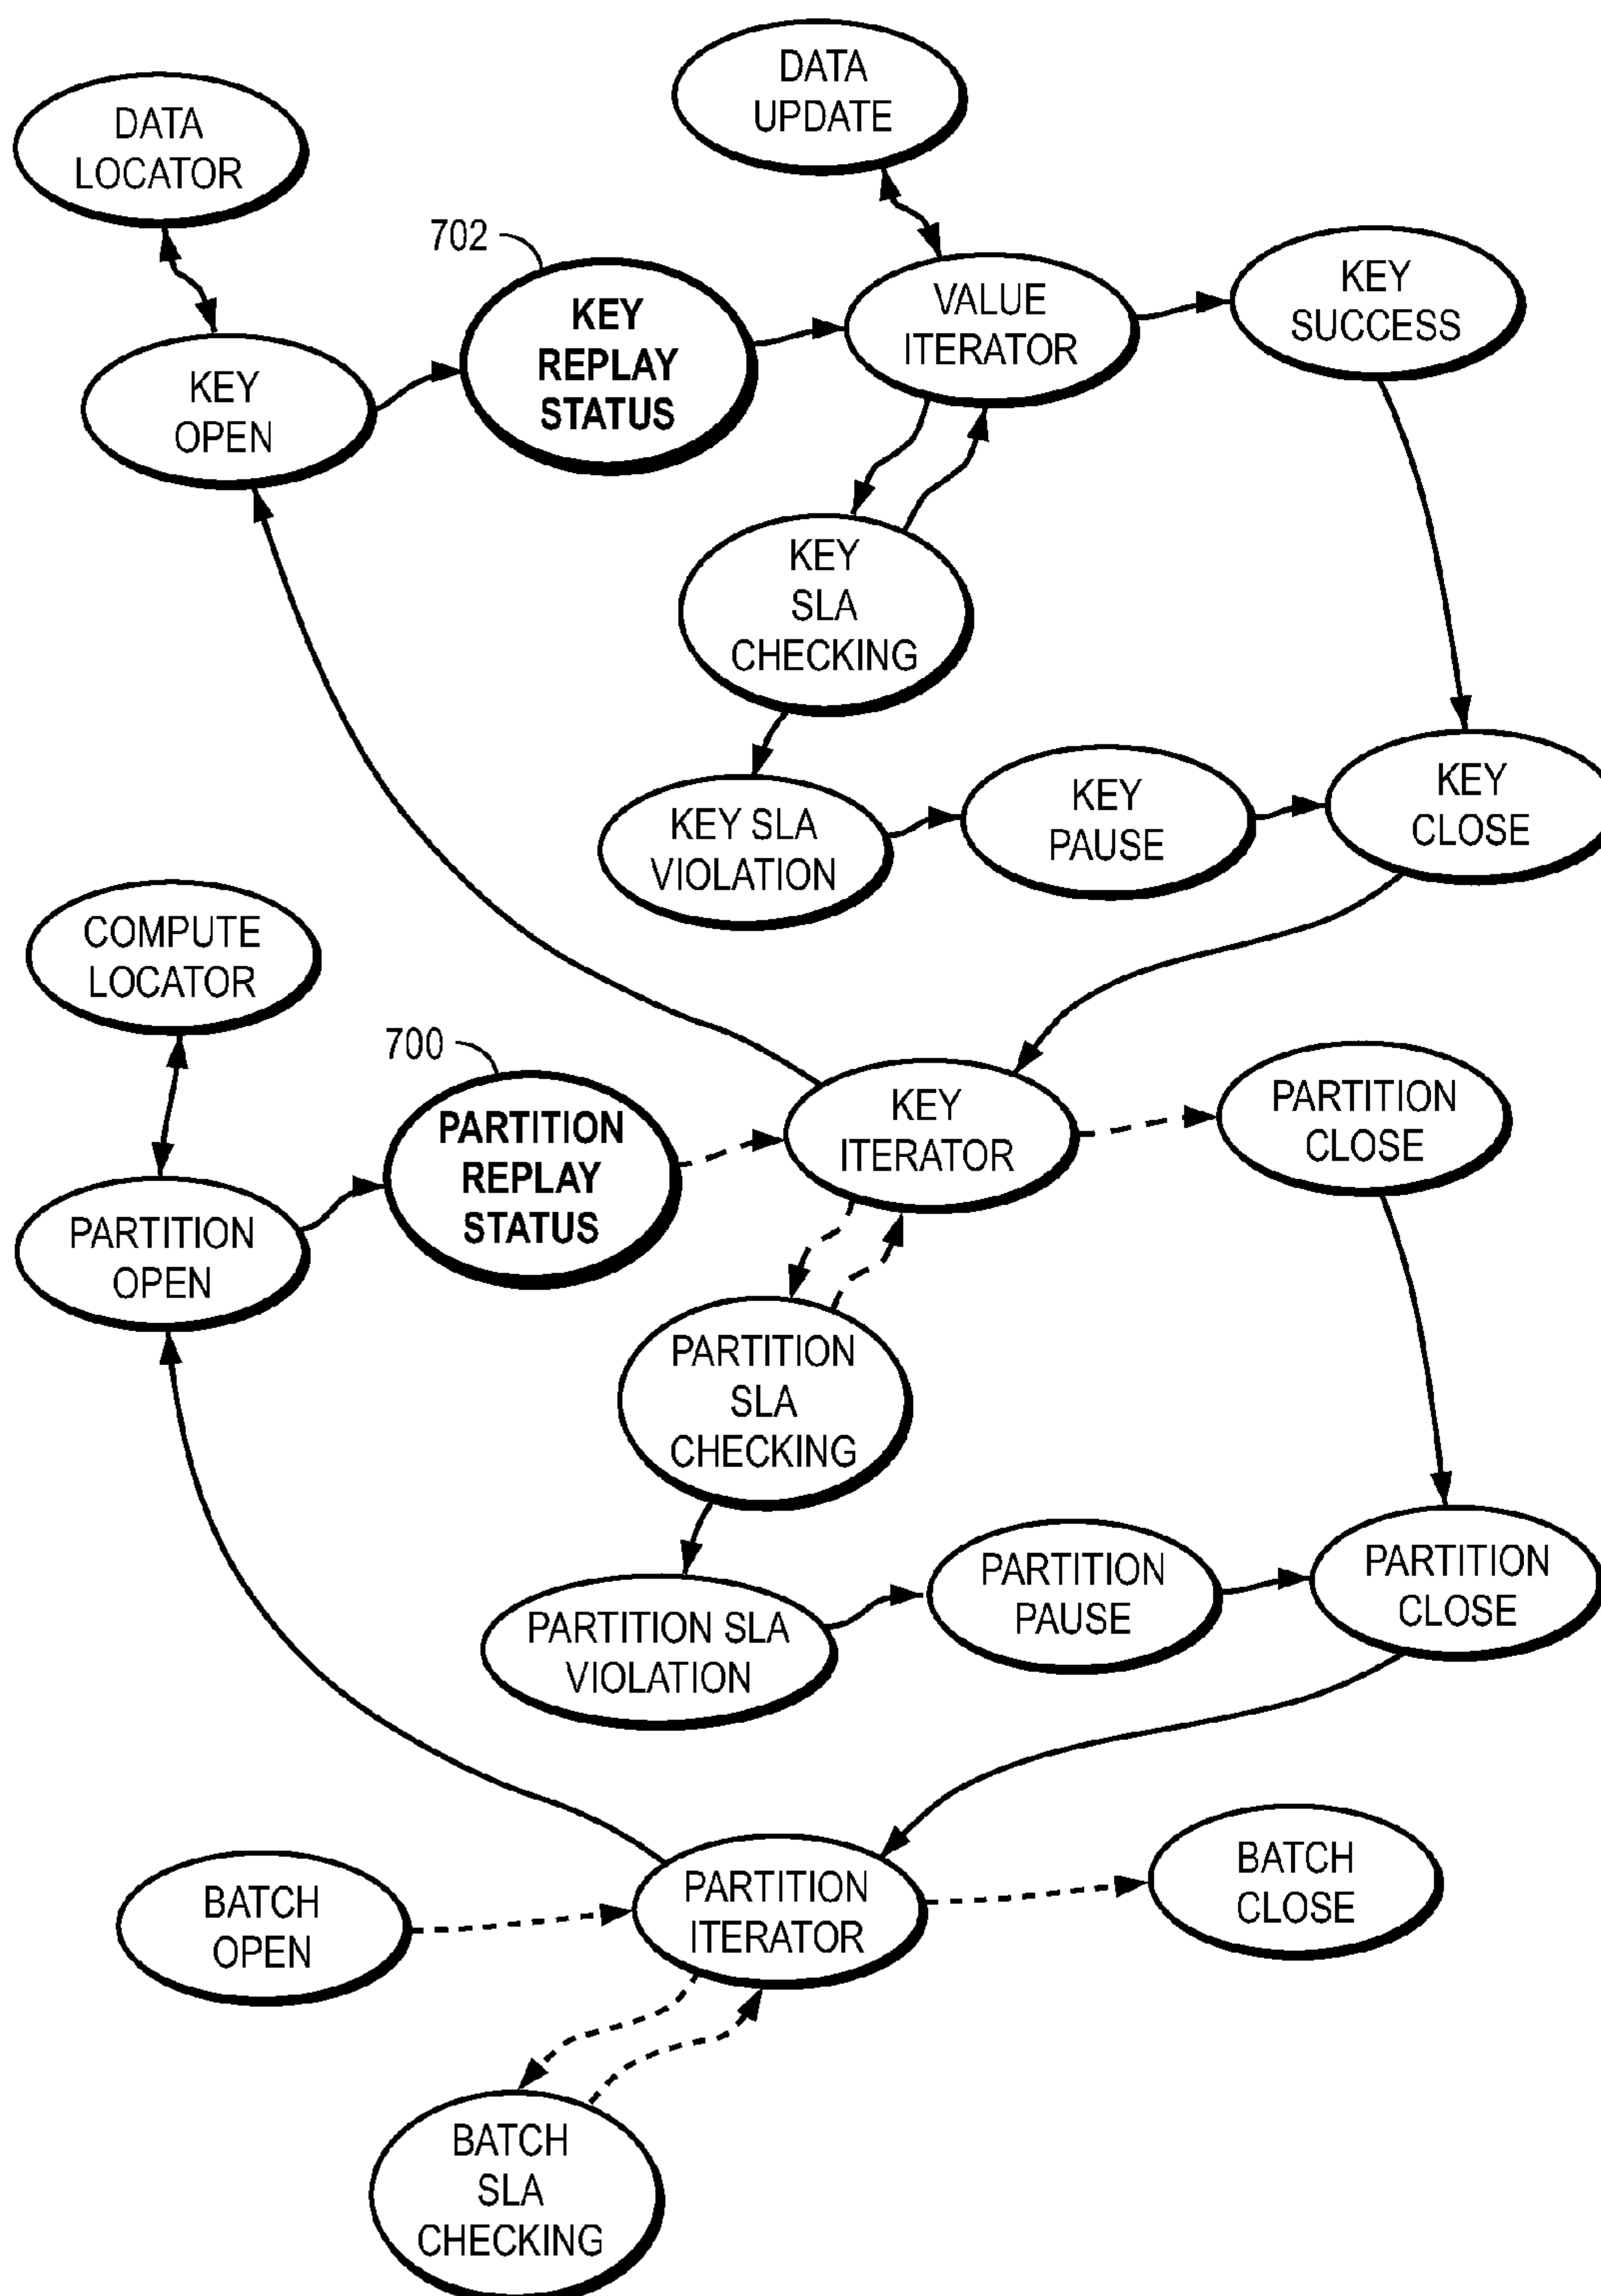 DATA
UPDATE
DATA
LOCATOR
702
KEY
REPLAY
STATUS
VALUE
ITERATOR
KEY
SUCCESS
KEY
OPEN
KEY
SLA
CHECKING
KEY SLA
VIOLATION
KEY
PAUSE
KEY
CLOSE
COMPUTE
LOCATOR
700
PARTITION
REPLAY
STATUS
KEY
ITERATOR
PARTITION
CLOSE
PARTITION
OPEN
PARTITION
SLA
CHECKING
PARTITION SLA
VIOLATION
PARTITION
PAUSE
PARTITION
CLOSE
BATCH
OPEN
PARTITION
ITERATOR
BATCH
CLOSE
BATCH
SLA
CHECKING